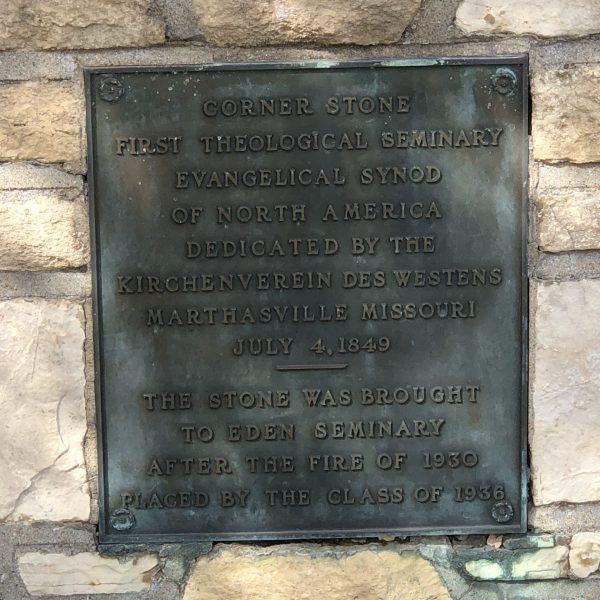 CORNER STONE
FIRST THEOLOGICAL SEMINARY
EVANGELICAL SYNOD
OF NORTH AMERICA
DEDICATED BY THE
KIRCHENVEREIN DES WESTENS
MARTHASVILLE MISSOURI
JULY 4, 1849
THE STONE WAS BROUGHT
TO EDEN SEMINARY
AFTER THE FIRE OF 1930
PLACED BY THE CLASS OF 1936